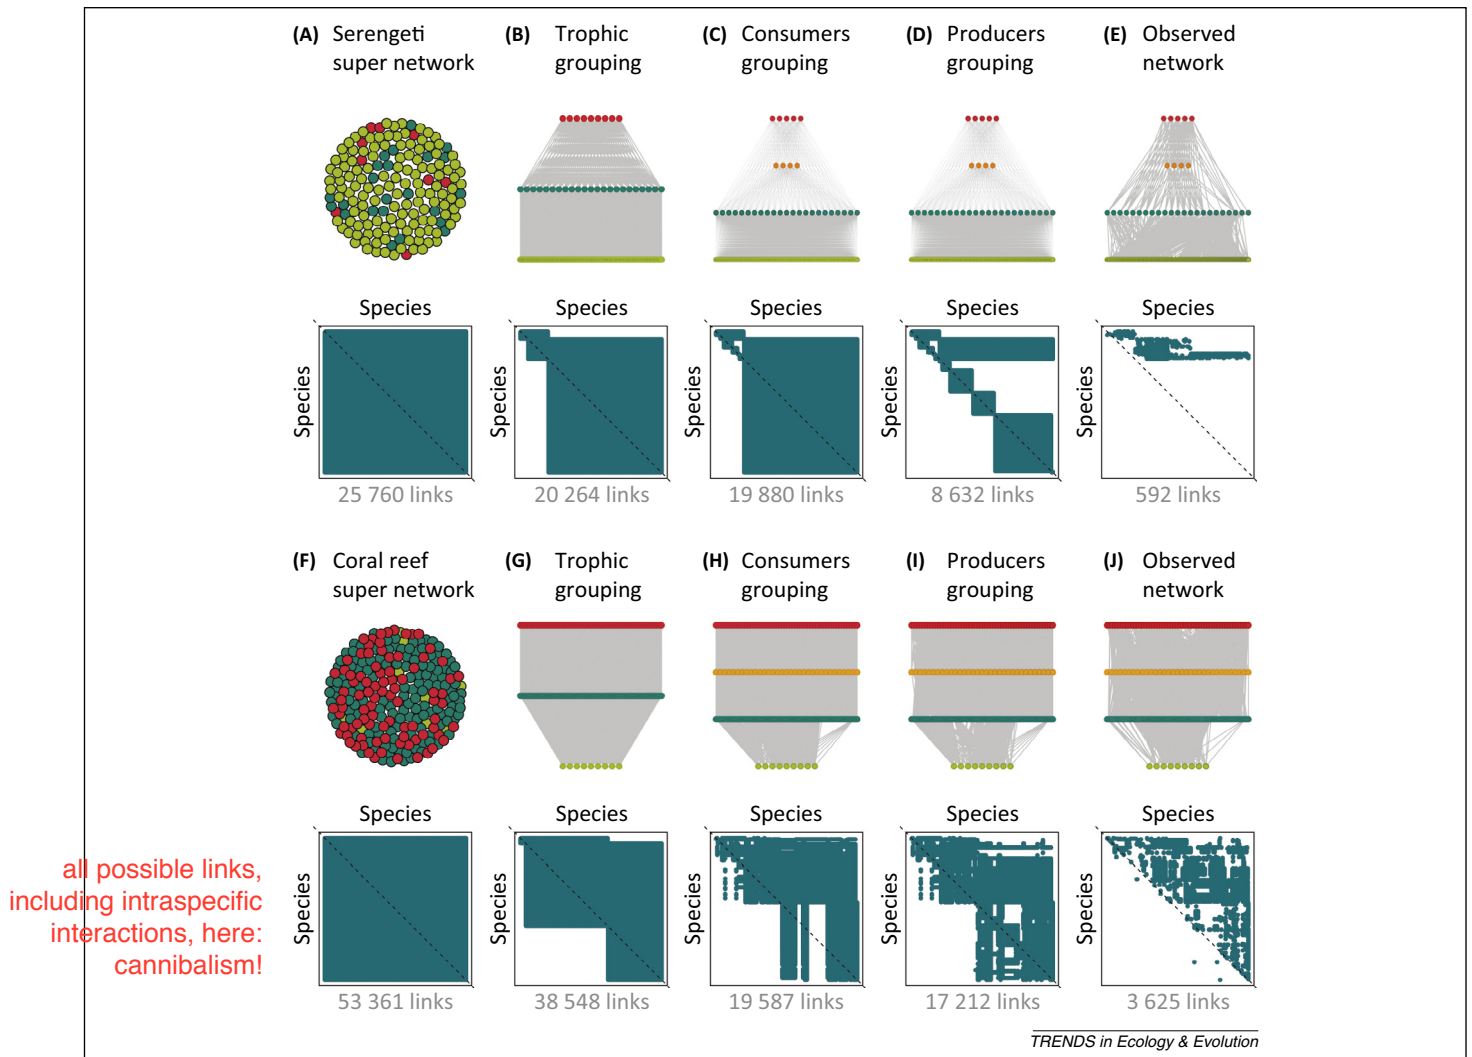 (A) Serengeti super network
(B) Trophic grouping
(C) Consumers grouping
(D) Producers grouping
(E) Observed network
Species
Species
Species
Species
Species
Species
Species
Species
Species
Species
25 760 links
20 264 links
19 880 links
8 632 links
592 links
(F) Coral reef super network
(G) Trophic grouping
(H) Consumers grouping
(I) Producers grouping
(J) Observed network
Species
Species
Species
Species
Species
Species
Species
Species
Species
Species
all possible links,
including intraspecific
interactions, here:
cannibalism!
53 361 links
38 548 links
19 587 links
17 212 links
3 625 links
TRENDS in Ecology & Evolution